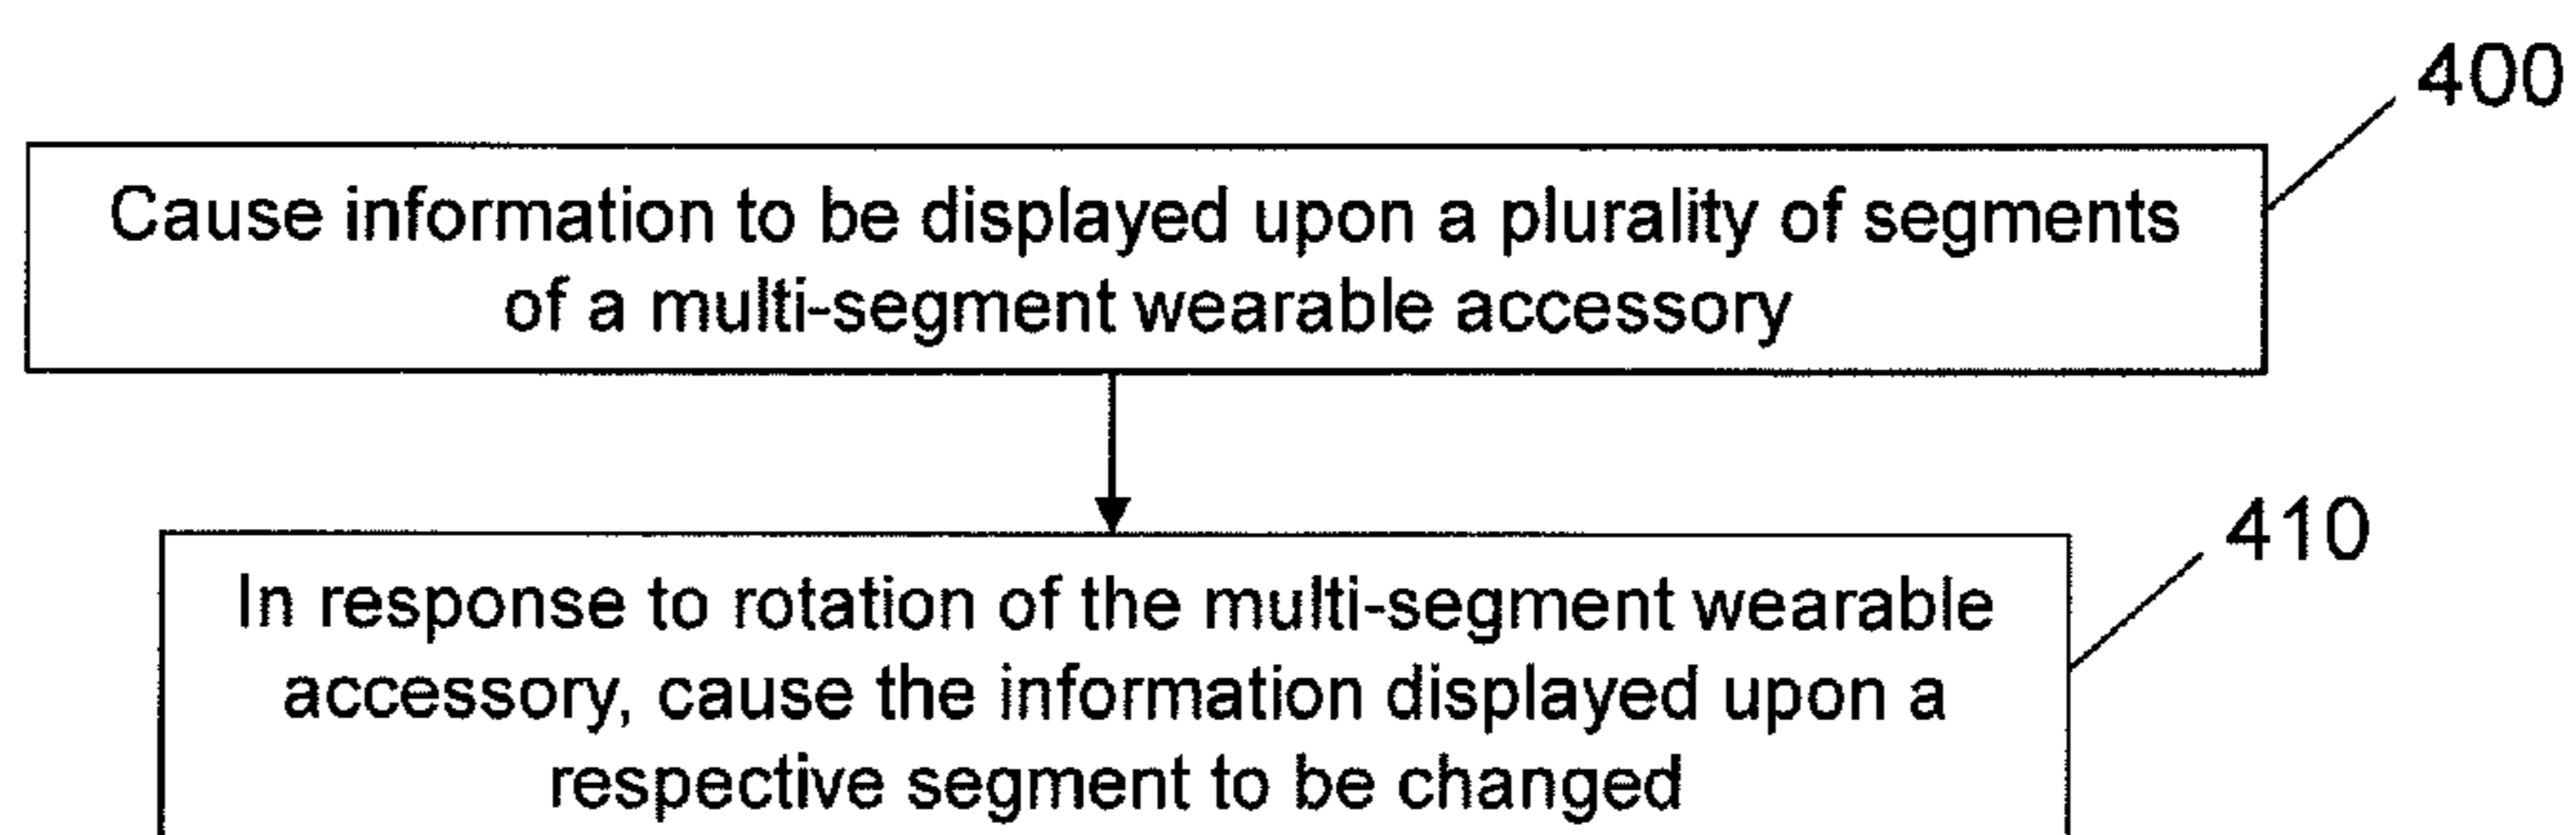 400
Cause information to be displayed upon a plurality of segments
of a multi-segment wearable accessory
410
In response to rotation of the multi-segment wearable
accessory, cause the information displayed upon a
respective segment to be changed